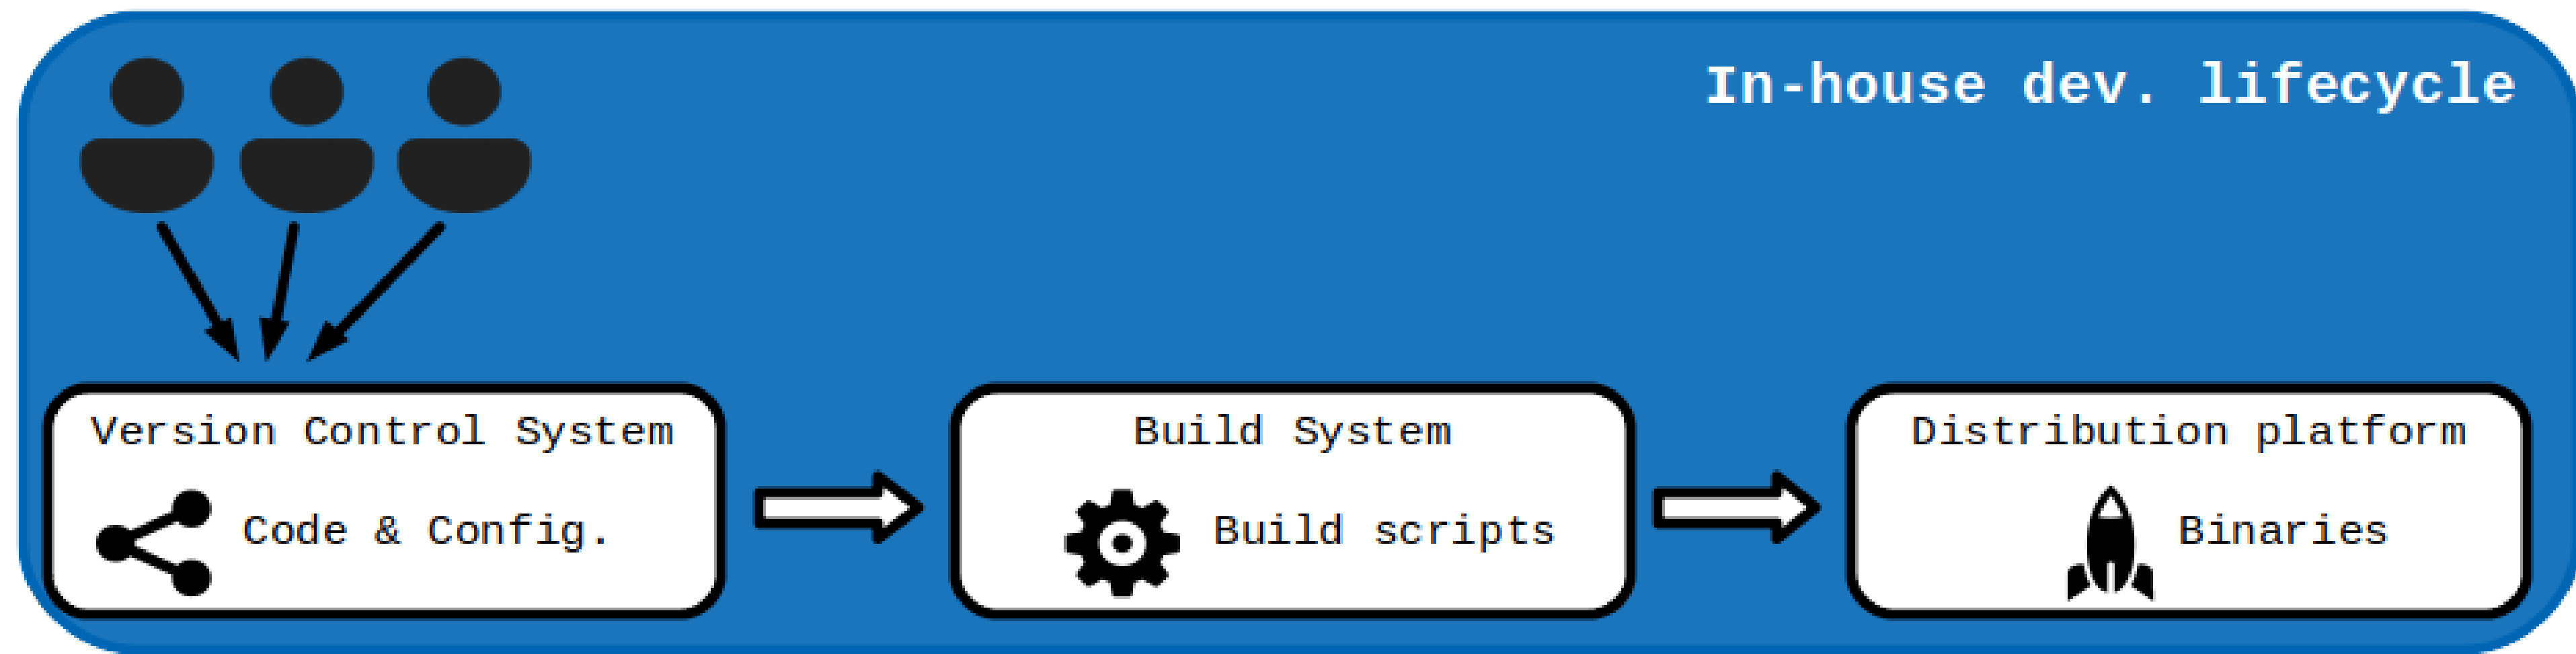 In-house dev. lifecycle
Version Control System
Code & Config.
Build System
Build scripts
Distribution platform
Binaries